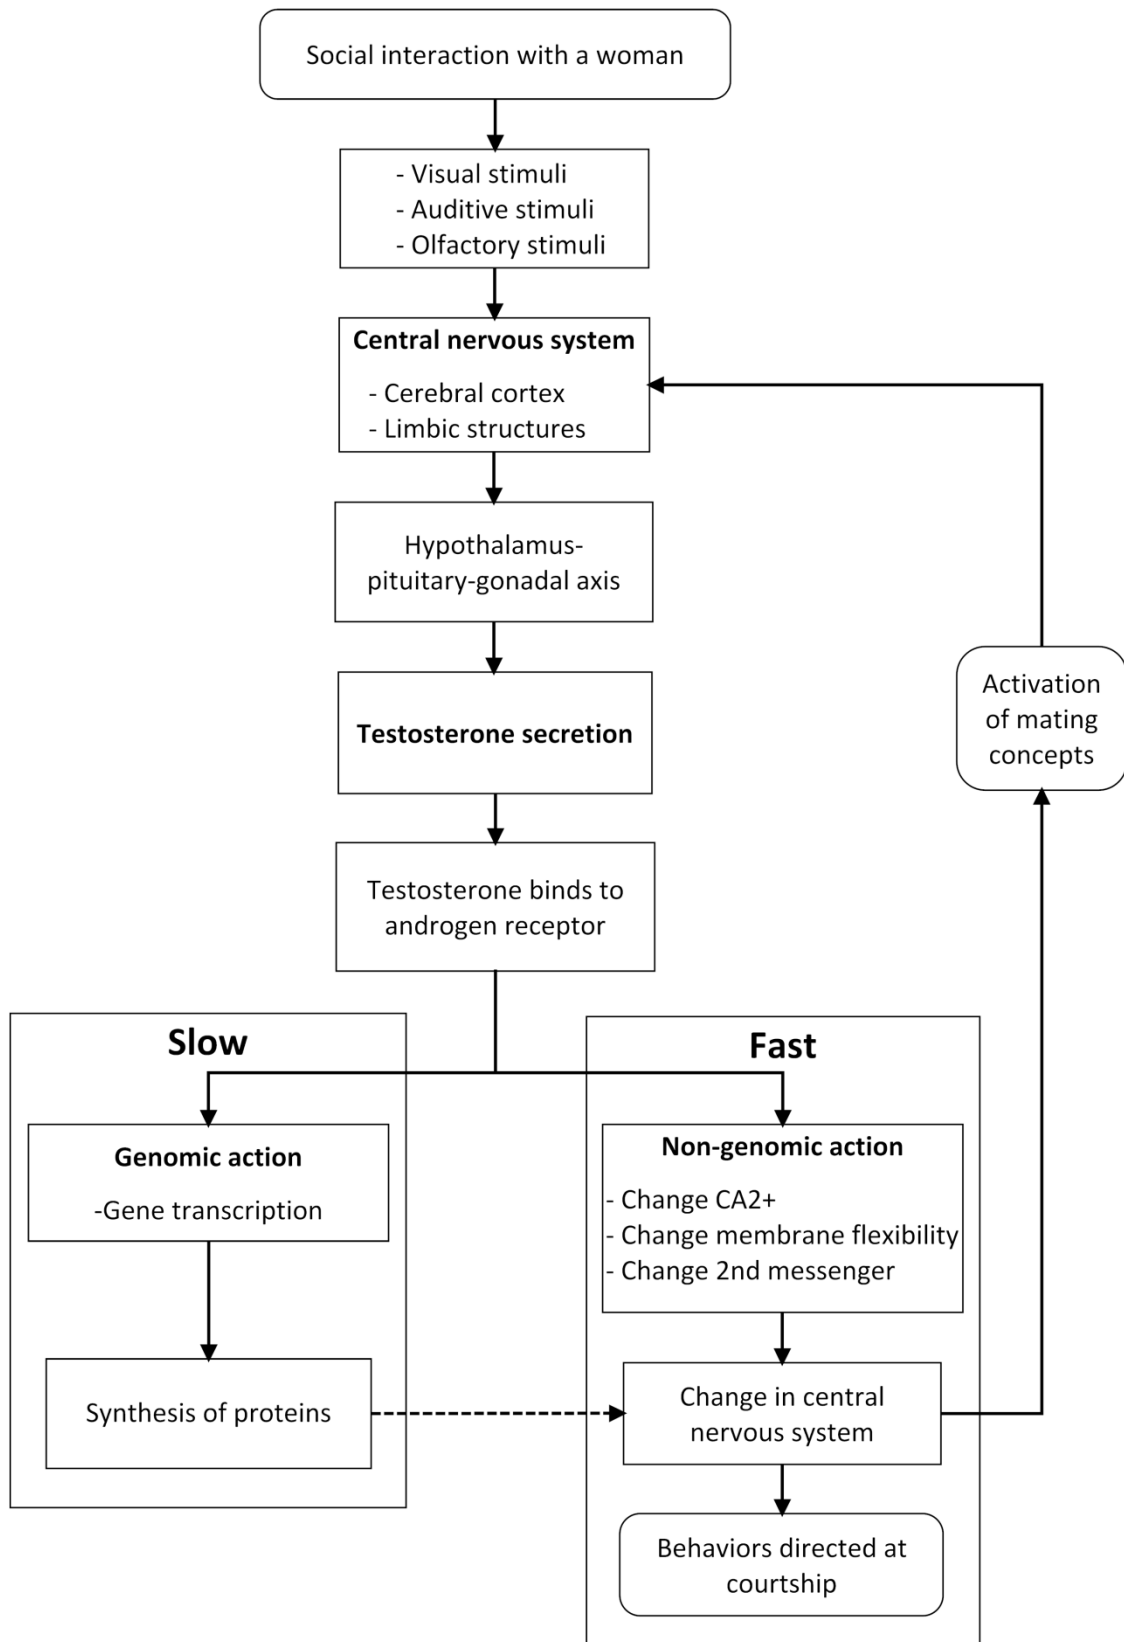 Social interaction with a woman
- Visual stimuli
- Auditive stimuli
- Olfactory stimuli
Central nervous system
- Cerebral cortex
- Limbic structures
Hypothalamus-
pituitary-gonadal axis
Testosterone secretion
Activation
of mating
concepts
Testosterone binds to
androgen receptor
Slow
Genomic action
-Gene transcription
Synthesis of proteins
Fast
Non-genomic action
- Change CA2+
- Change membrane flexibility
- Change 2nd messenger
Change in central
nervous system
Behaviors directed at
courtship